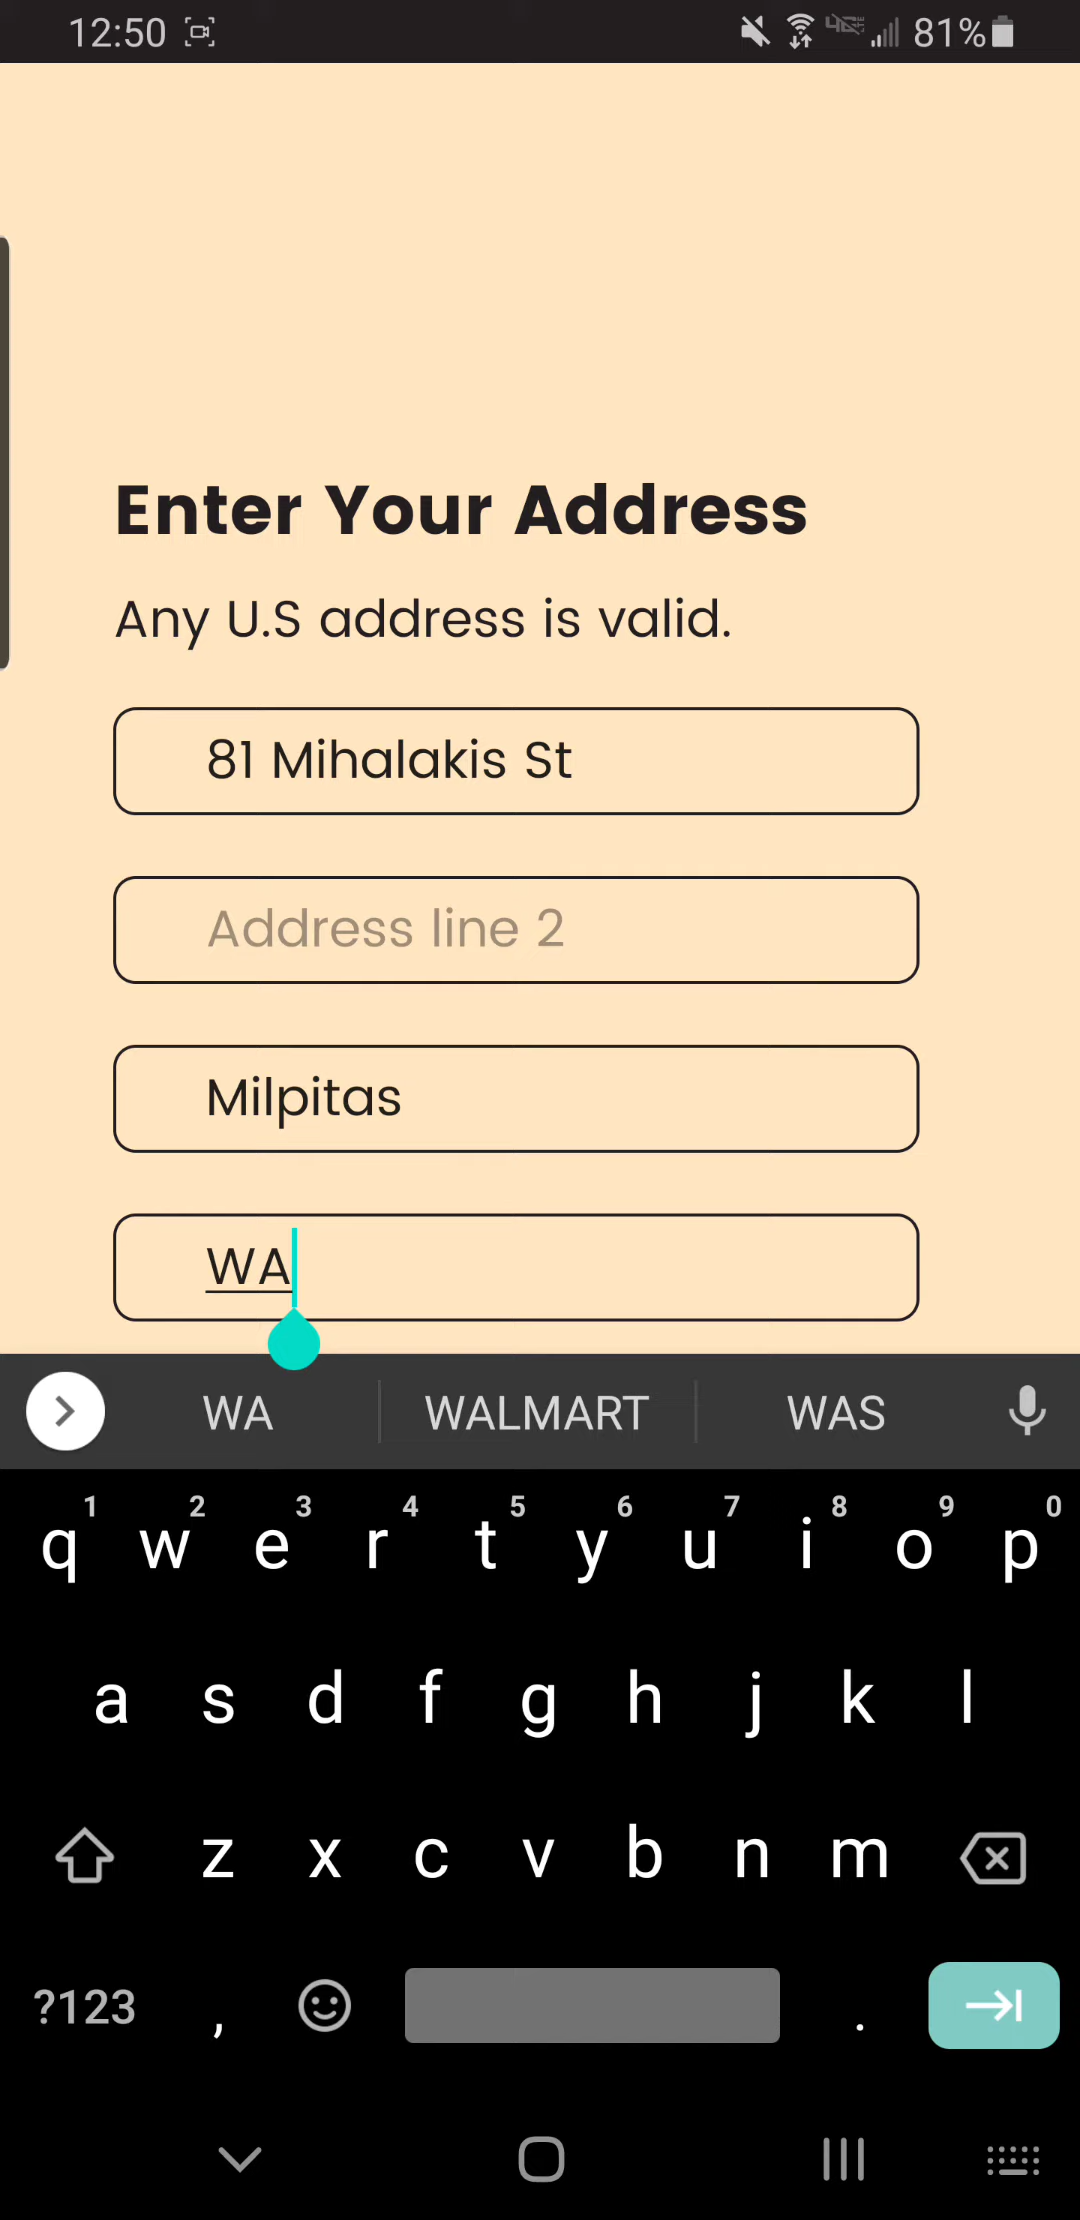 12:50 81%
Enter Your Address
Any U.S address is valid.
81 Mihalakis St
Address line 2
Milpitas
WA
WA WALMART WAS
1 2 3 4 5 6 7 8 9 0
q w e r t y u i o p
a s d f g h j k l
z x c v b n m
?123 , .